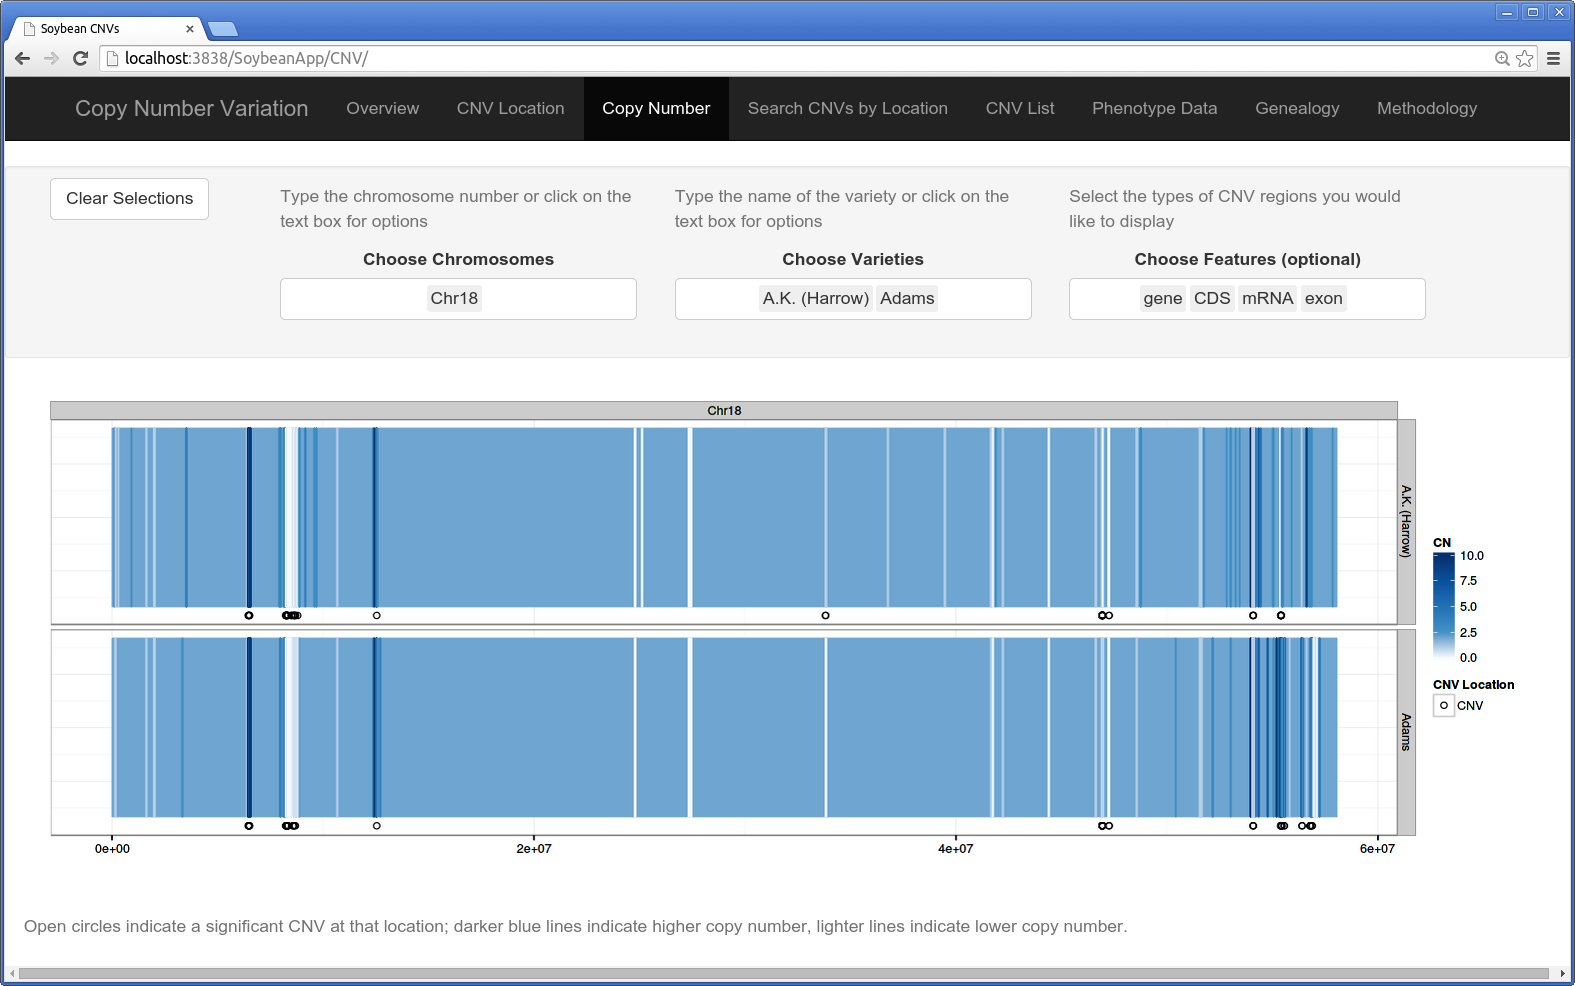 Soybean CNVs
localhost:3838/SoybeanApp/CNV/
Copy Number Variation Overview CNV Location Copy Number Search CNVs by Location CNV List Phenotype Data Genealogy Methodology
Clear Selections
Type the chromosome number or click on the
text box for options
Choose Chromosomes
Chr18
Type the name of the variety or click on the
text box for options
Choose Varieties
A.K. (Harrow) Adams
Select the types of CNV regions you would
like to display
Choose Features (optional)
gene CDS mRNA exon
Chr18
A.K. (Harrow)
Adams
0e+00 2e+07 4e+07 6e+07
CN
10.0
7.5
5.0
2.5
0.0
CNV Location
CNV
Open circles indicate a significant CNV at that location; darker blue lines indicate higher copy number, lighter lines indicate lower copy number.